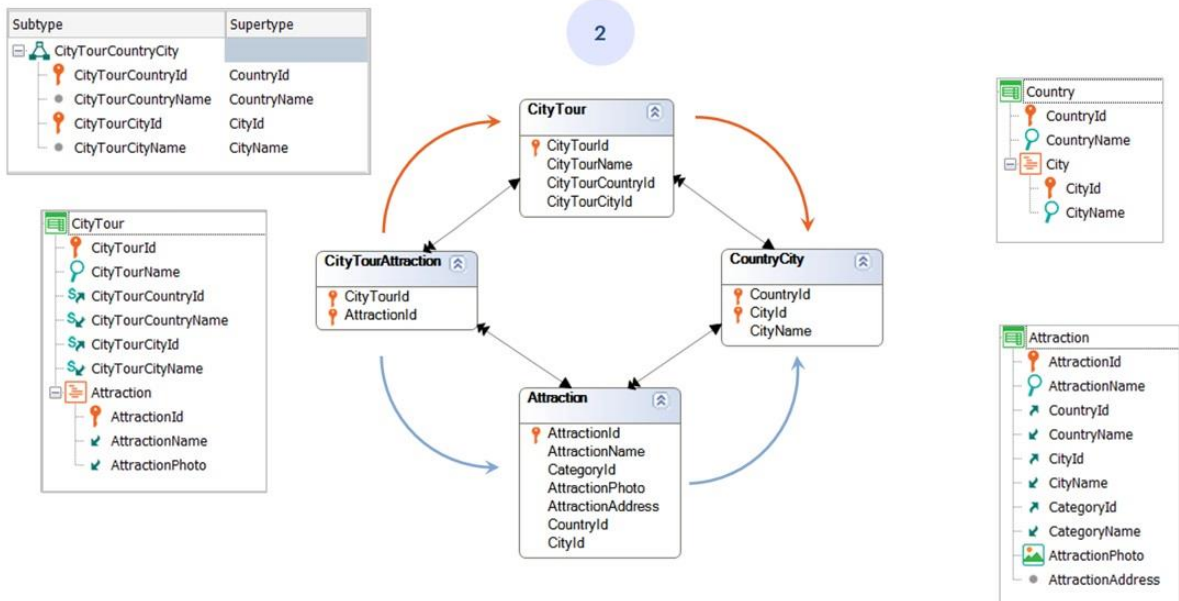 2
Subtype Supertype
CityTourCountryCity
CityTourCountryId CountryId
CityTourCountryName CountryName
CityTourCityId CityId
CityTourCityName CityName
CityTour
CityTourId
CityTourName
CityTourCountryId
CityTourCityId
Country
CountryId
CountryName
City
CityId
CityName
CityTour
CityTourId
CityTourName
CityTourCountryId
CityTourCountryName
CityTourCityId
CityTourCityName
Attraction
AttractionId
AttractionName
AttractionPhoto
CityTourAttraction
CityTourId
AttractionId
CountryCity
CountryId
CityId
CityName
Attraction
AttractionId
AttractionName
CategoryId
AttractionPhoto
AttractionAddress
CountryId
CityId
Attraction
AttractionId
AttractionName
CountryId
CountryName
CityId
CityName
CategoryId
CategoryName
AttractionPhoto
AttractionAddress